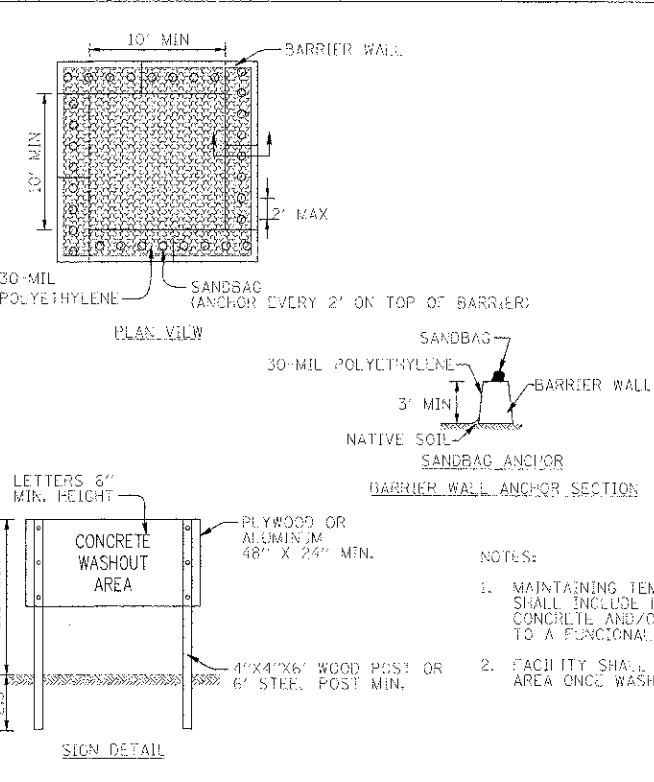 10' MIN
BARRIER WALL
10' MIN
2' MAX
30-MIL
POLYETHYLENE
SANDBAG
(ANCHOR EVERY 2' ON TOP OF BARRIER)
PLAN VIEW
SANDBAG
30-MIL POLYETHYLENE
BARRIER WALL
3' MIN
NATIVE SOIL
SANDBAG ANCHOR
BARRIER WALL ANCHOR SECTION
LETTERS 6"
MIN. HEIGHT
CONCRETE
WASHOUT
AREA
PLYWOOD OR
ALUMINUM
48" X 24" MIN.
4"X4"X6' WOOD POST OR
6' STEEL POST MIN.
SIGN DETAIL
NOTES:
1. MAINTAINING TEM
SHALL INCLUDE
CONCRETE AND/O
TO A FUNCIONAL
2. FACILITY SHALL
AREA ONCE WASH